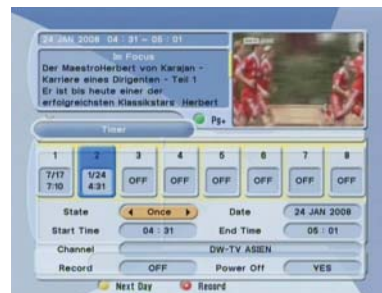 24 JAN 2008 04 : 31 ~ 05 : 01
In Focus
Der MaestroHerbert von Karajan -
Karriere eines Dirigenten - Teil 1
Er ist bis heute einer der
erfolgreichsten Klassikstars Herbert
Pg+
Timer
1 2 3 4 5 6 7 8
7/17 7:10 1/24 4:31 OFF OFF OFF OFF OFF OFF
State Once Date 24 JAN 2008
Start Time 04 : 31 End Time 05 : 01
Channel DW-TV ASIEN
Record OFF Power Off YES
Next Day Record